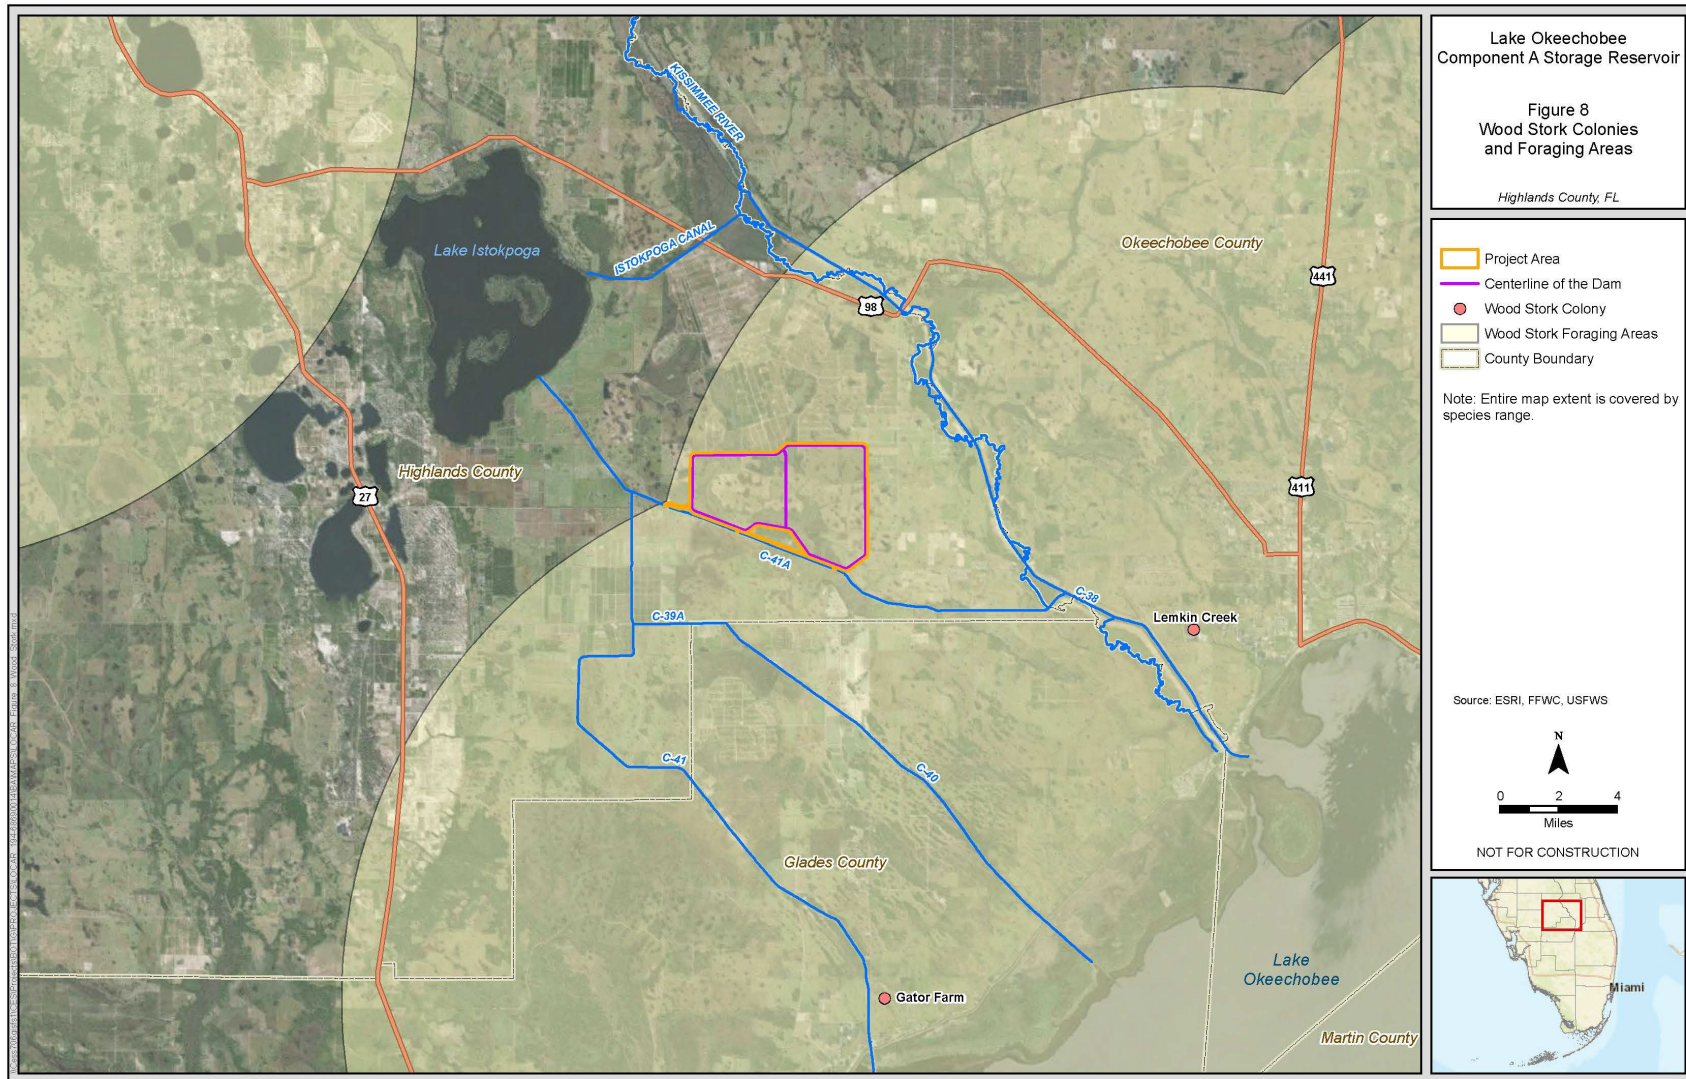 Lake Okeechobee
Component A Storage Reservoir
Figure 8
Wood Stork Colonies
and Foraging Areas
Highlands County, FL
Project Area
Centerline of the Dam
Wood Stork Colony
Wood Stork Foraging Areas
County Boundary
Note: Entire map extent is covered by
species range.
Source: ESRI, FFWC, USFWS
N
0 2 4
Miles
NOT FOR CONSTRUCTION
Miami
KISSIMMEE RIVER
Lake Istokpoga
ISTOKPOGA CANAL
Okeechobee County
441
98
Highlands County
27
411
C-41A
C-38
C-39A
Lemkin Creek
C-41
C-40
Glades County
Lake
Okeechobee
Gator Farm
Martin County